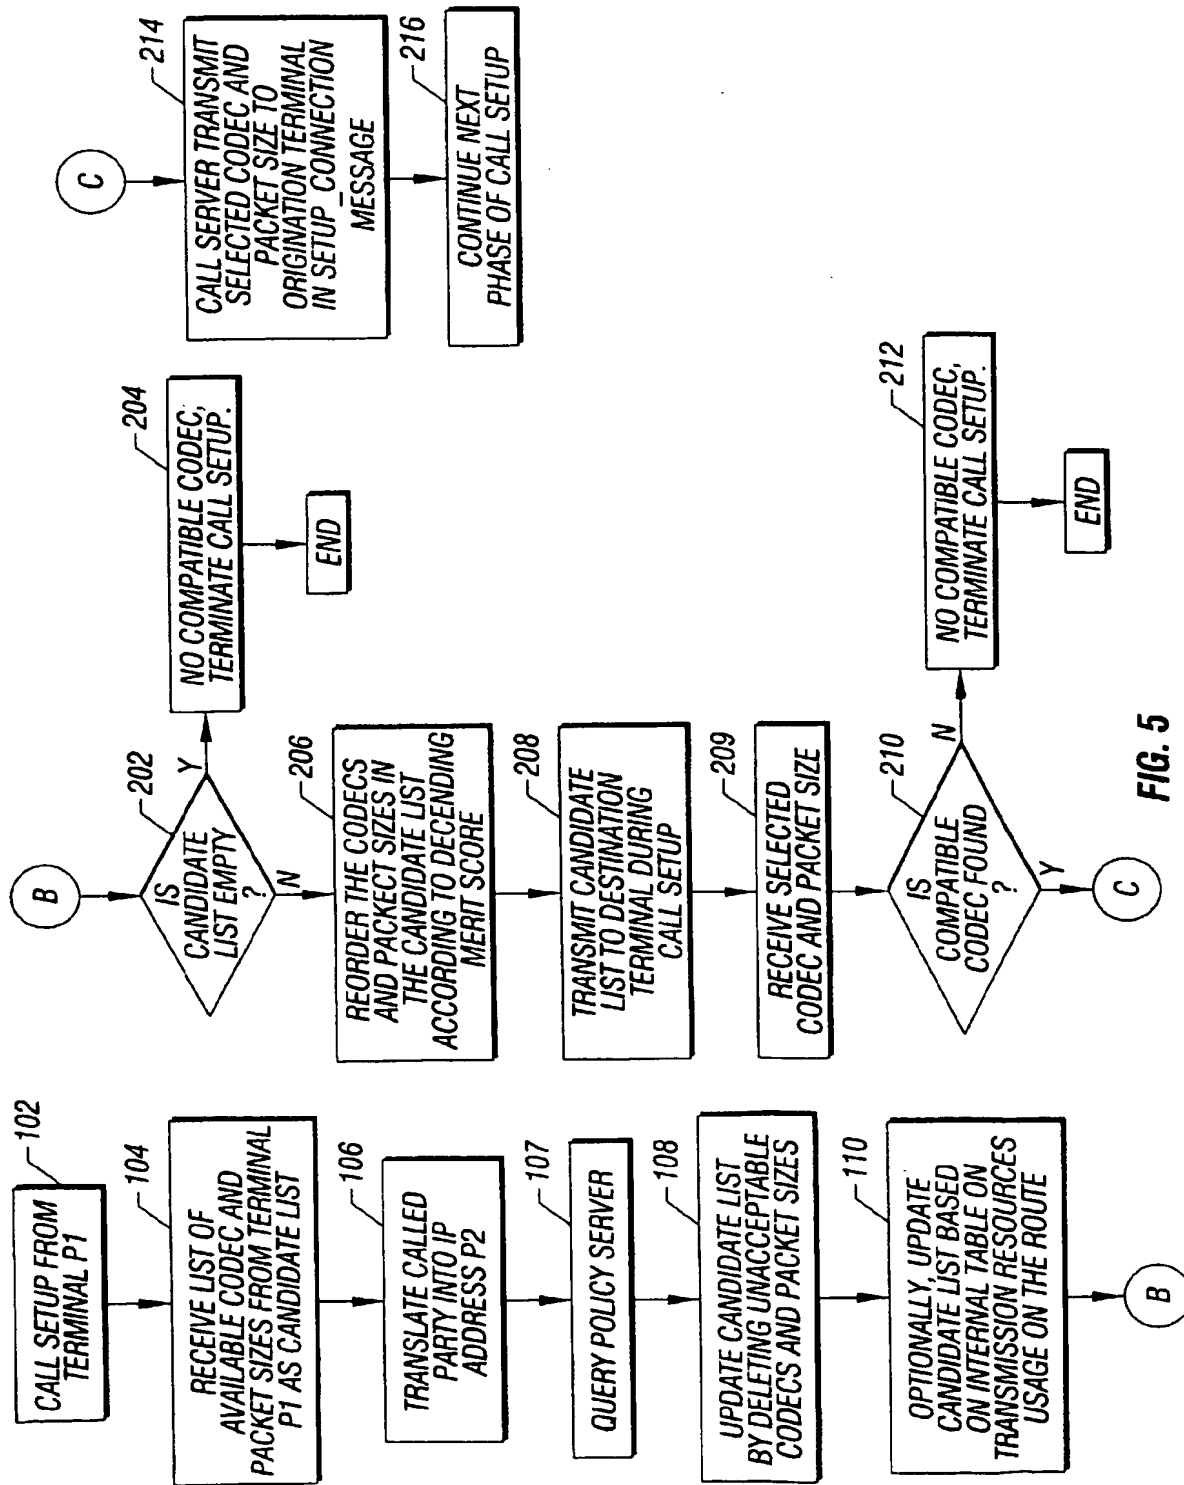 102
CALL SETUP FROM
TERMINAL P1
104
RECEIVE LIST OF
AVAILABLE CODEC AND
PACKET SIZES FROM TERMINAL
P1 AS CANDIDATE LIST
106
TRANSLATE CALLED
PARTY INTO IP
ADDRESS P2
107
QUERY POLICY SERVER
108
UPDATE CANDIDATE LIST
BY DELETING UNACCEPTABLE
CODECS AND PACKET SIZES
110
OPTIONALLY, UPDATE
CANDIDATE LIST BASED
ON INTERNAL TABLE ON
TRANSMISSION RESOURCES
USAGE ON THE ROUTE
B
B
202
IS
CANDIDATE
LIST EMPTY
?
Y
N
204
NO COMPATIBLE CODEC,
TERMINATE CALL SETUP.
END
206
REORDER THE CODECS
AND PACKET SIZES IN
THE CANDIDATE LIST
ACCORDING TO DECENDING
MERIT SCORE
208
TRANSMIT CANDIDATE
LIST TO DESTINATION
TERMINAL DURING
CALL SETUP
209
RECEIVE SELECTED
CODEC AND PACKET SIZE
210
IS
COMPATIBLE
CODEC FOUND
?
N
Y
212
NO COMPATIBLE CODEC,
TERMINATE CALL SETUP.
END
C
C
214
CALL SERVER TRANSMIT
SELECTED CODEC AND
PACKET SIZE TO
ORIGINATION TERMINAL
IN SETUP_CONNECTION
_MESSAGE
216
CONTINUE NEXT
PHASE OF CALL SETUP
FIG. 5